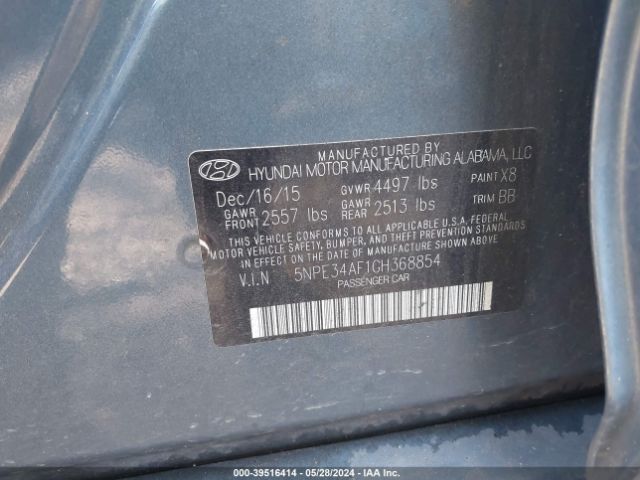 MANUFACTURED BY
HYUNDAI MOTOR MANUFACTURING ALABAMA, LLC
Dec/16/15 GVWR 4497 lbs PAINT X8
GAWR FRONT 2557 lbs GAWR REAR 2513 lbs TRIM BB
THIS VEHICLE CONFORMS TO ALL APPLICABLE U.S.A. FEDERAL
MOTOR VEHICLE SAFETY, BUMPER, AND THEFT PREVENTION
STANDARDS IN EFFECT ON THE DATE OF MANUFACTURE SHOWN ABOVE.
V.I.N 5NPE34AF1GH368854
PASSENGER CAR
000-39516414 - 05/28/2024 - IAA Inc.